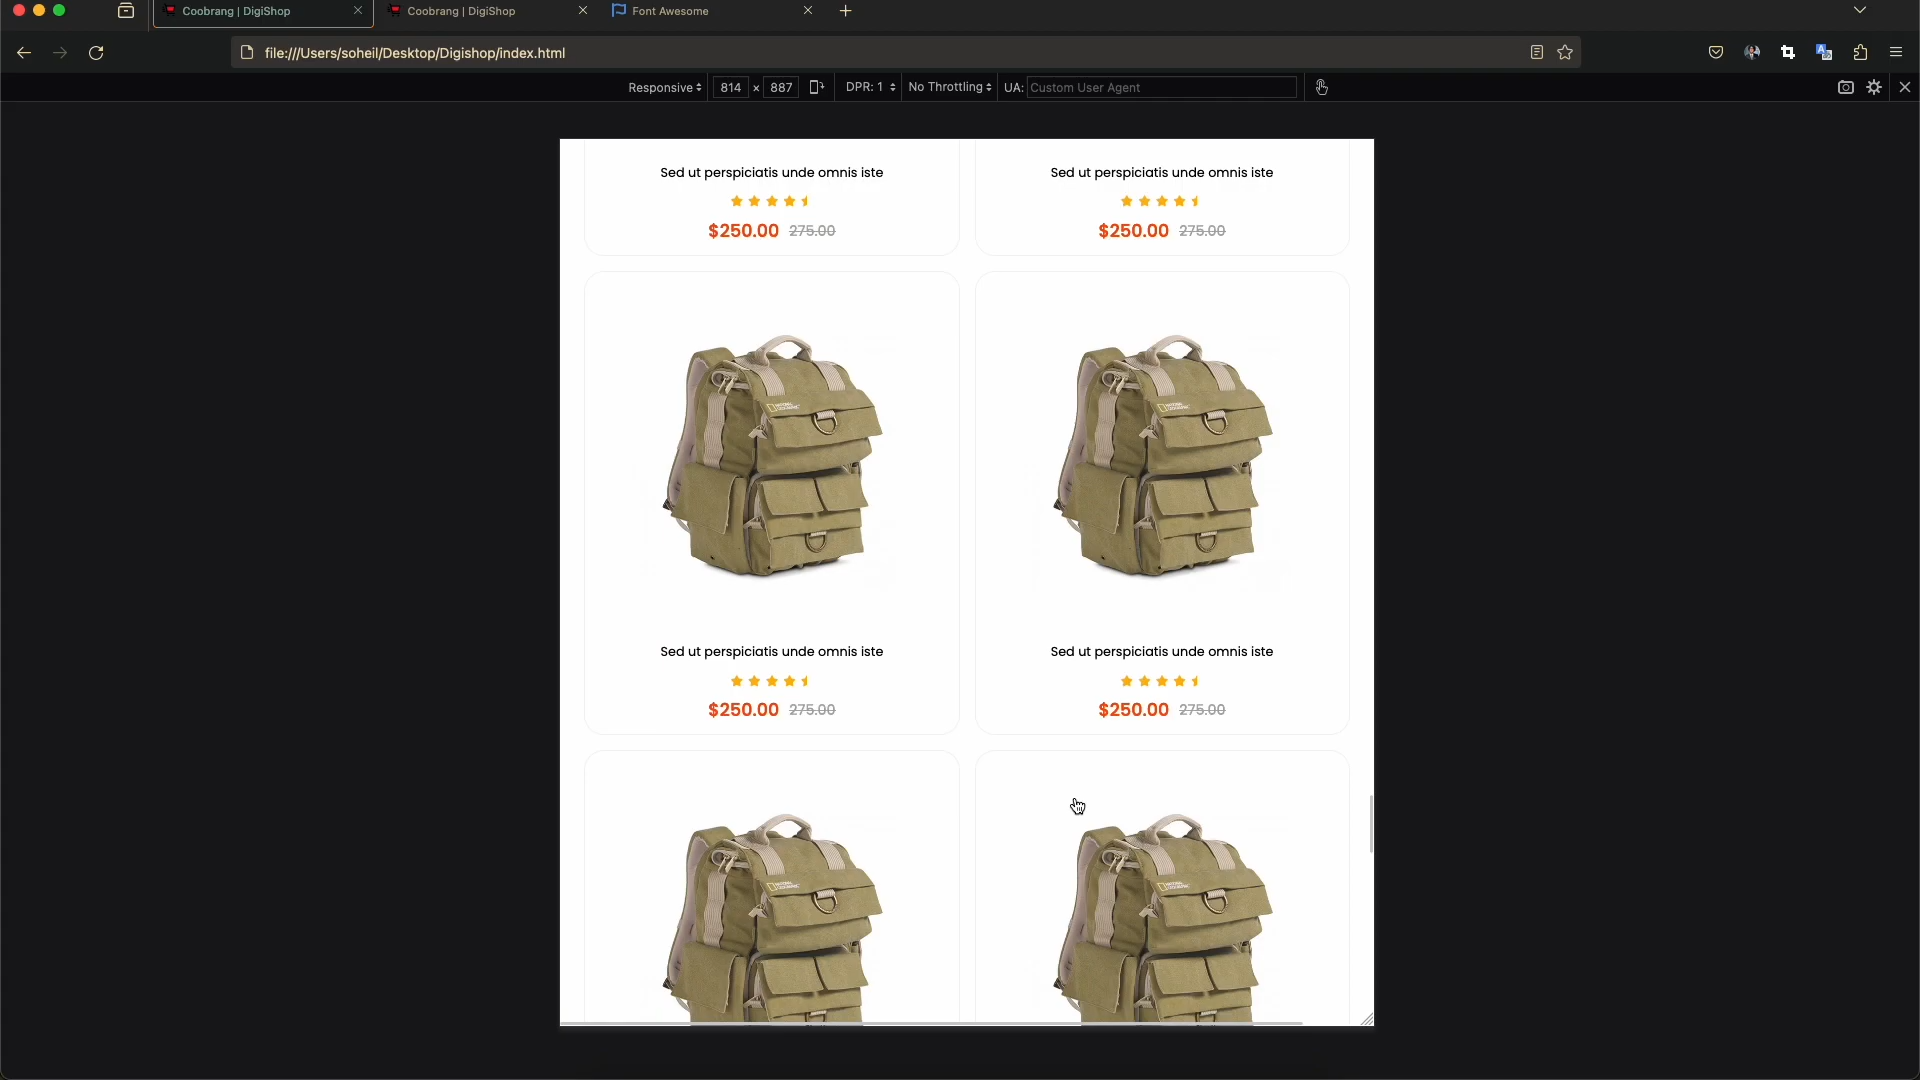 Coobrang | DigiShop
Coobrang | DigiShop
Font Awesome
file:///Users/soheil/Desktop/Digishop/index.html
Responsive
814 x 887
DPR: 1
No Throttling
UA: Custom User Agent
Sed ut perspiciatis unde omnis iste
$250.00 275.00
Sed ut perspiciatis unde omnis iste
$250.00 275.00
Sed ut perspiciatis unde omnis iste
$250.00 275.00
Sed ut perspiciatis unde omnis iste
$250.00 275.00